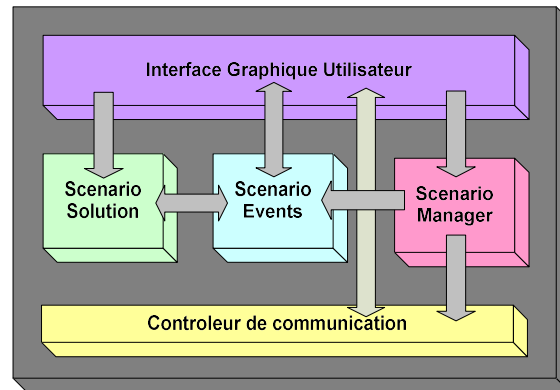 Interface Graphique Utilisateur
Scenario
Solution
Scenario
Events
Scenario
Manager
Controleur de communication